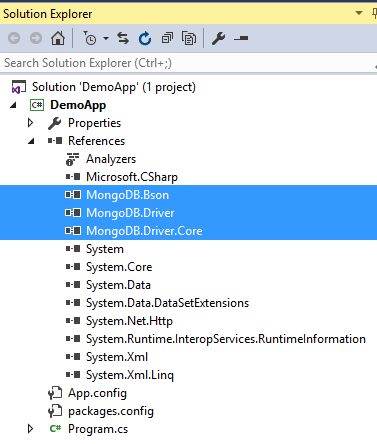 Solution Explorer
Search Solution Explorer (Ctrl+;)
Solution 'DemoApp' (1 project)
C# DemoApp
Properties
References
Analyzers
Microsoft.CSharp
MongoDB.Bson
MongoDB.Driver
MongoDB.Driver.Core
System
System.Core
System.Data
System.Data.DataSetExtensions
System.Net.Http
System.Runtime.InteropServices.RuntimeInformation
System.Xml
System.Xml.Linq
App.config
packages.config
C# Program.cs